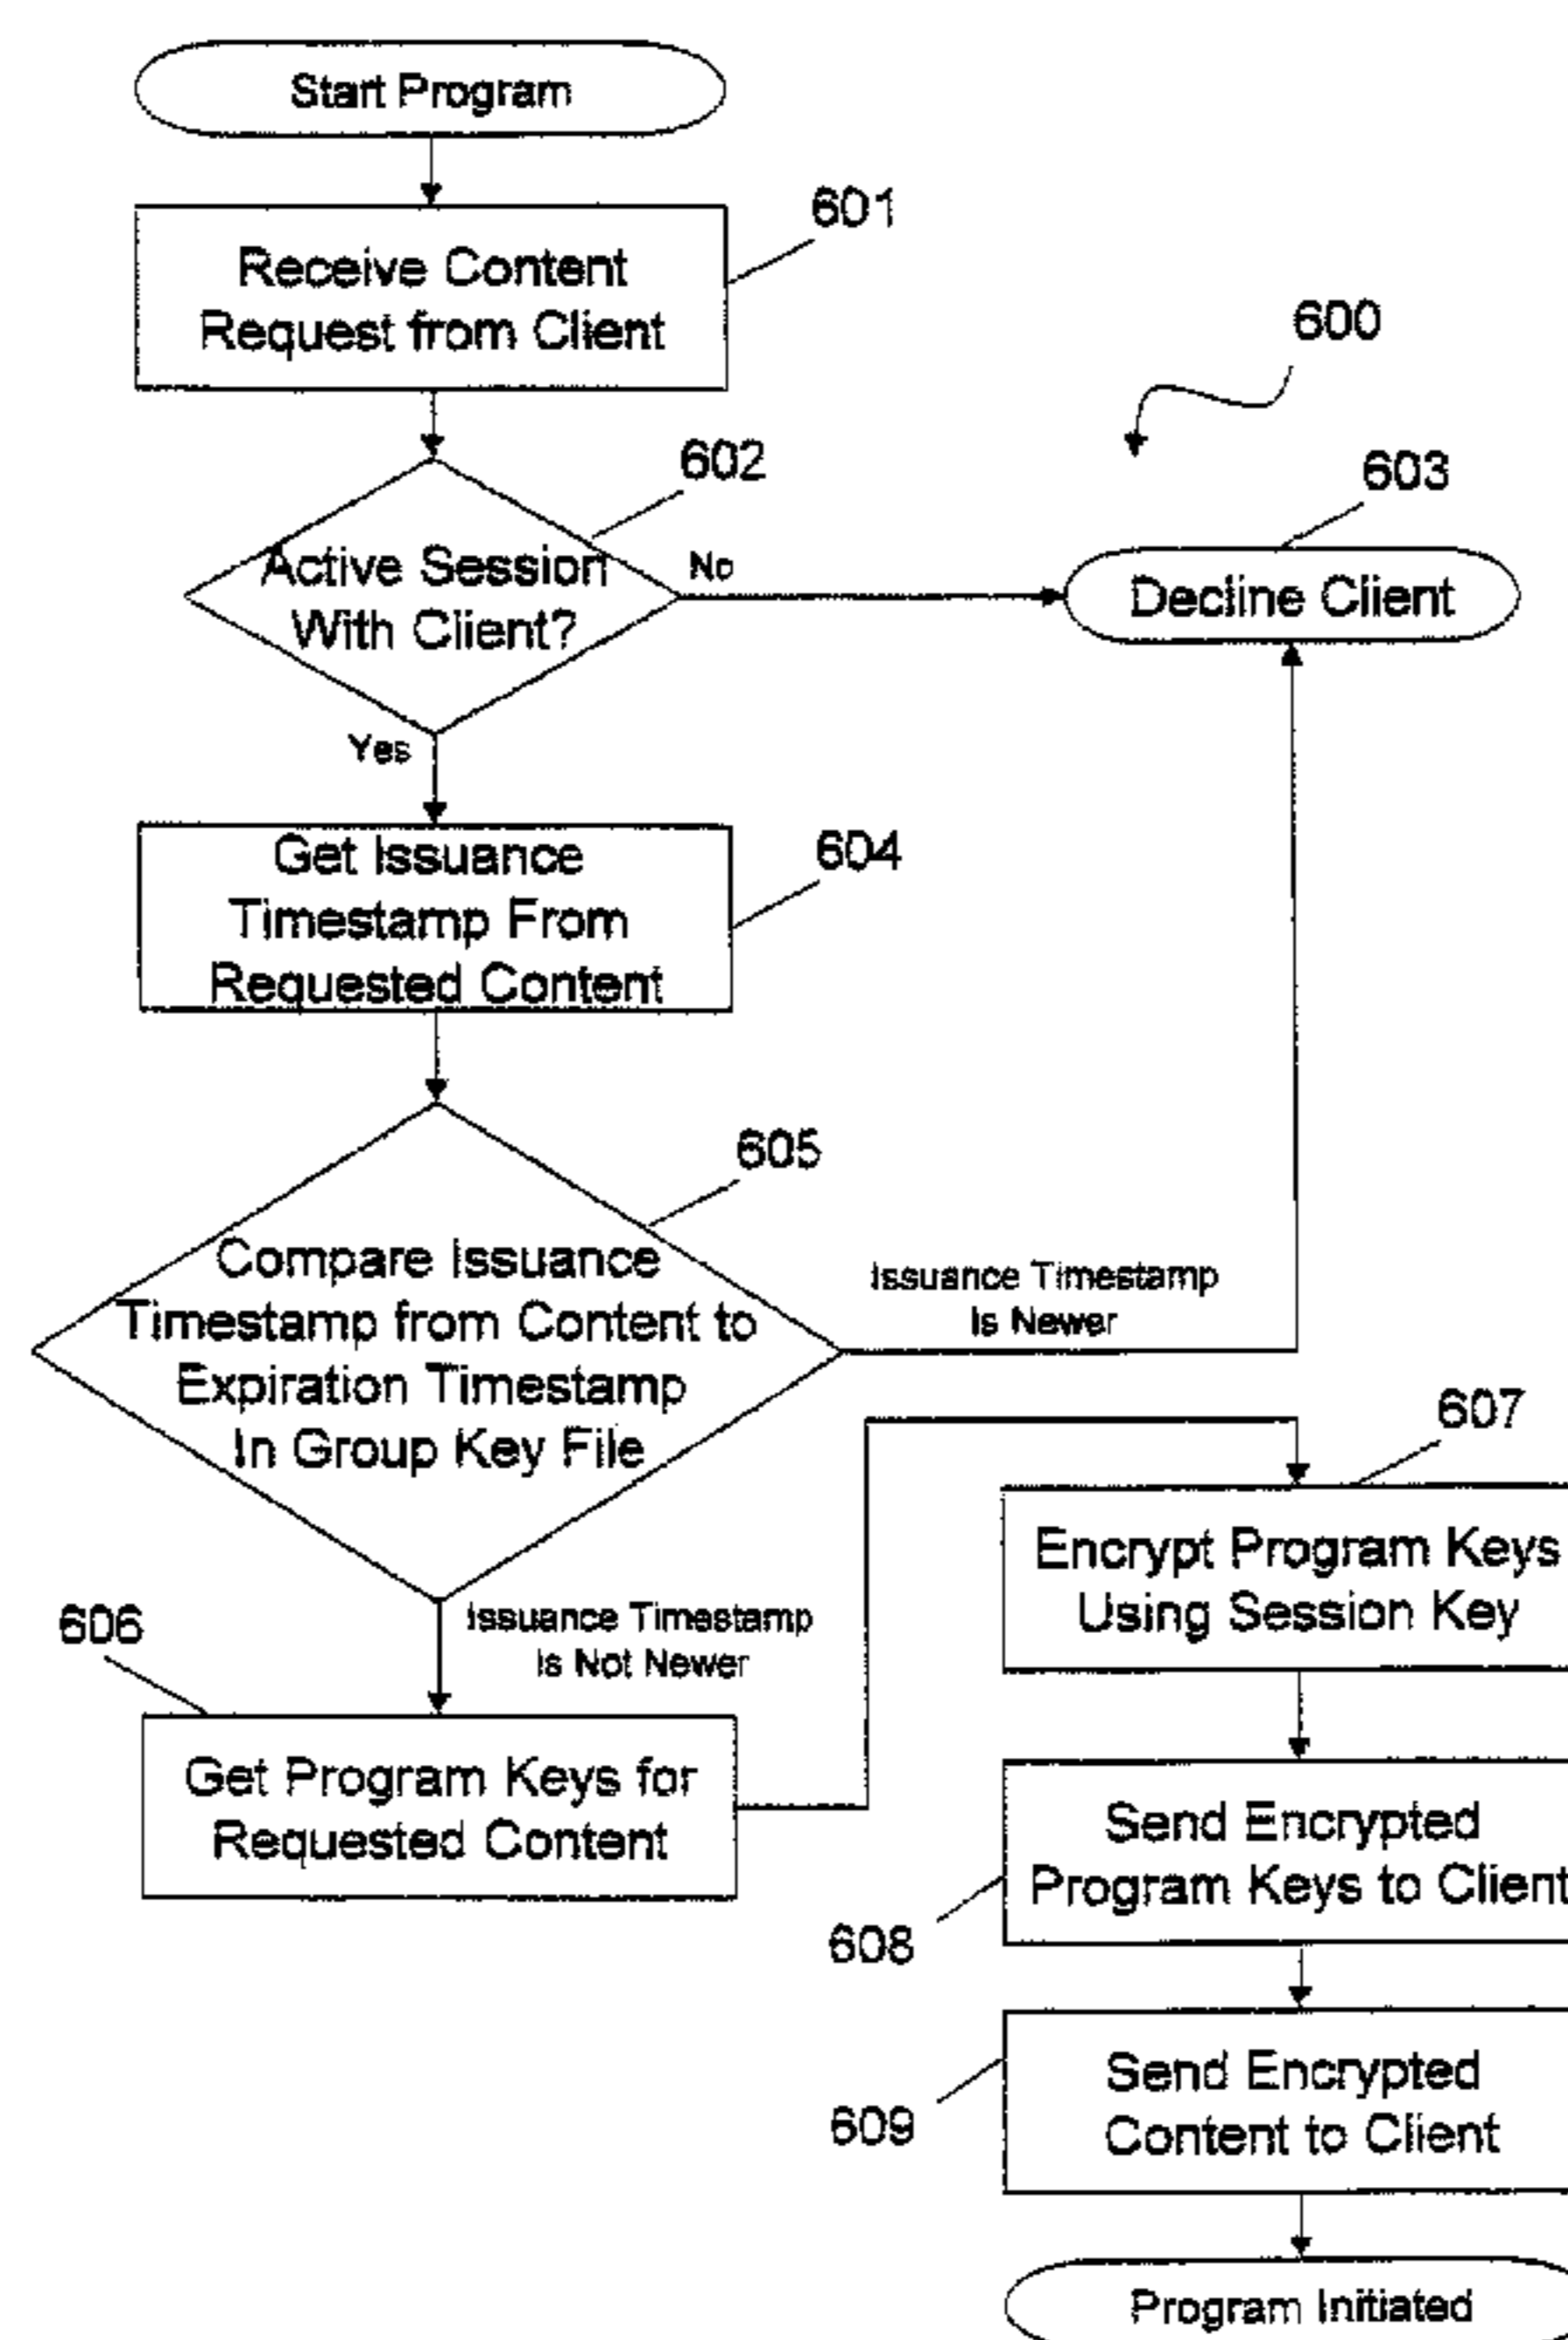 Start Program
601
Receive Content
Request from Client
600
602
603
Active Session
With Client?
No
Decline Client
Yes
604
Get Issuance
Timestamp From
Requested Content
605
Compare Issuance
Timestamp from Content to
Expiration Timestamp
In Group Key File
Issuance Timestamp
Is Newer
607
Encrypt Program Keys
Using Session Key
606
Issuance Timestamp
Is Not Newer
Get Program Keys for
Requested Content
Send Encrypted
Program Keys to Client
608
Send Encrypted
Content to Client
609
Program Initiated